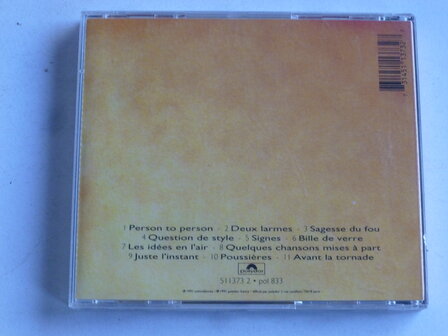 1 Person to person - 2 Deux larmes - 3 Sagesse du fou
4 Question de style - 5 Signes - 6 Bille de verre
7 Les idées en l'air - 8 Quelques chansons mises à part
9 Juste l'instant - 10 Poussières - 11 Avant la tornade
polydor
511373 2 • pol 833